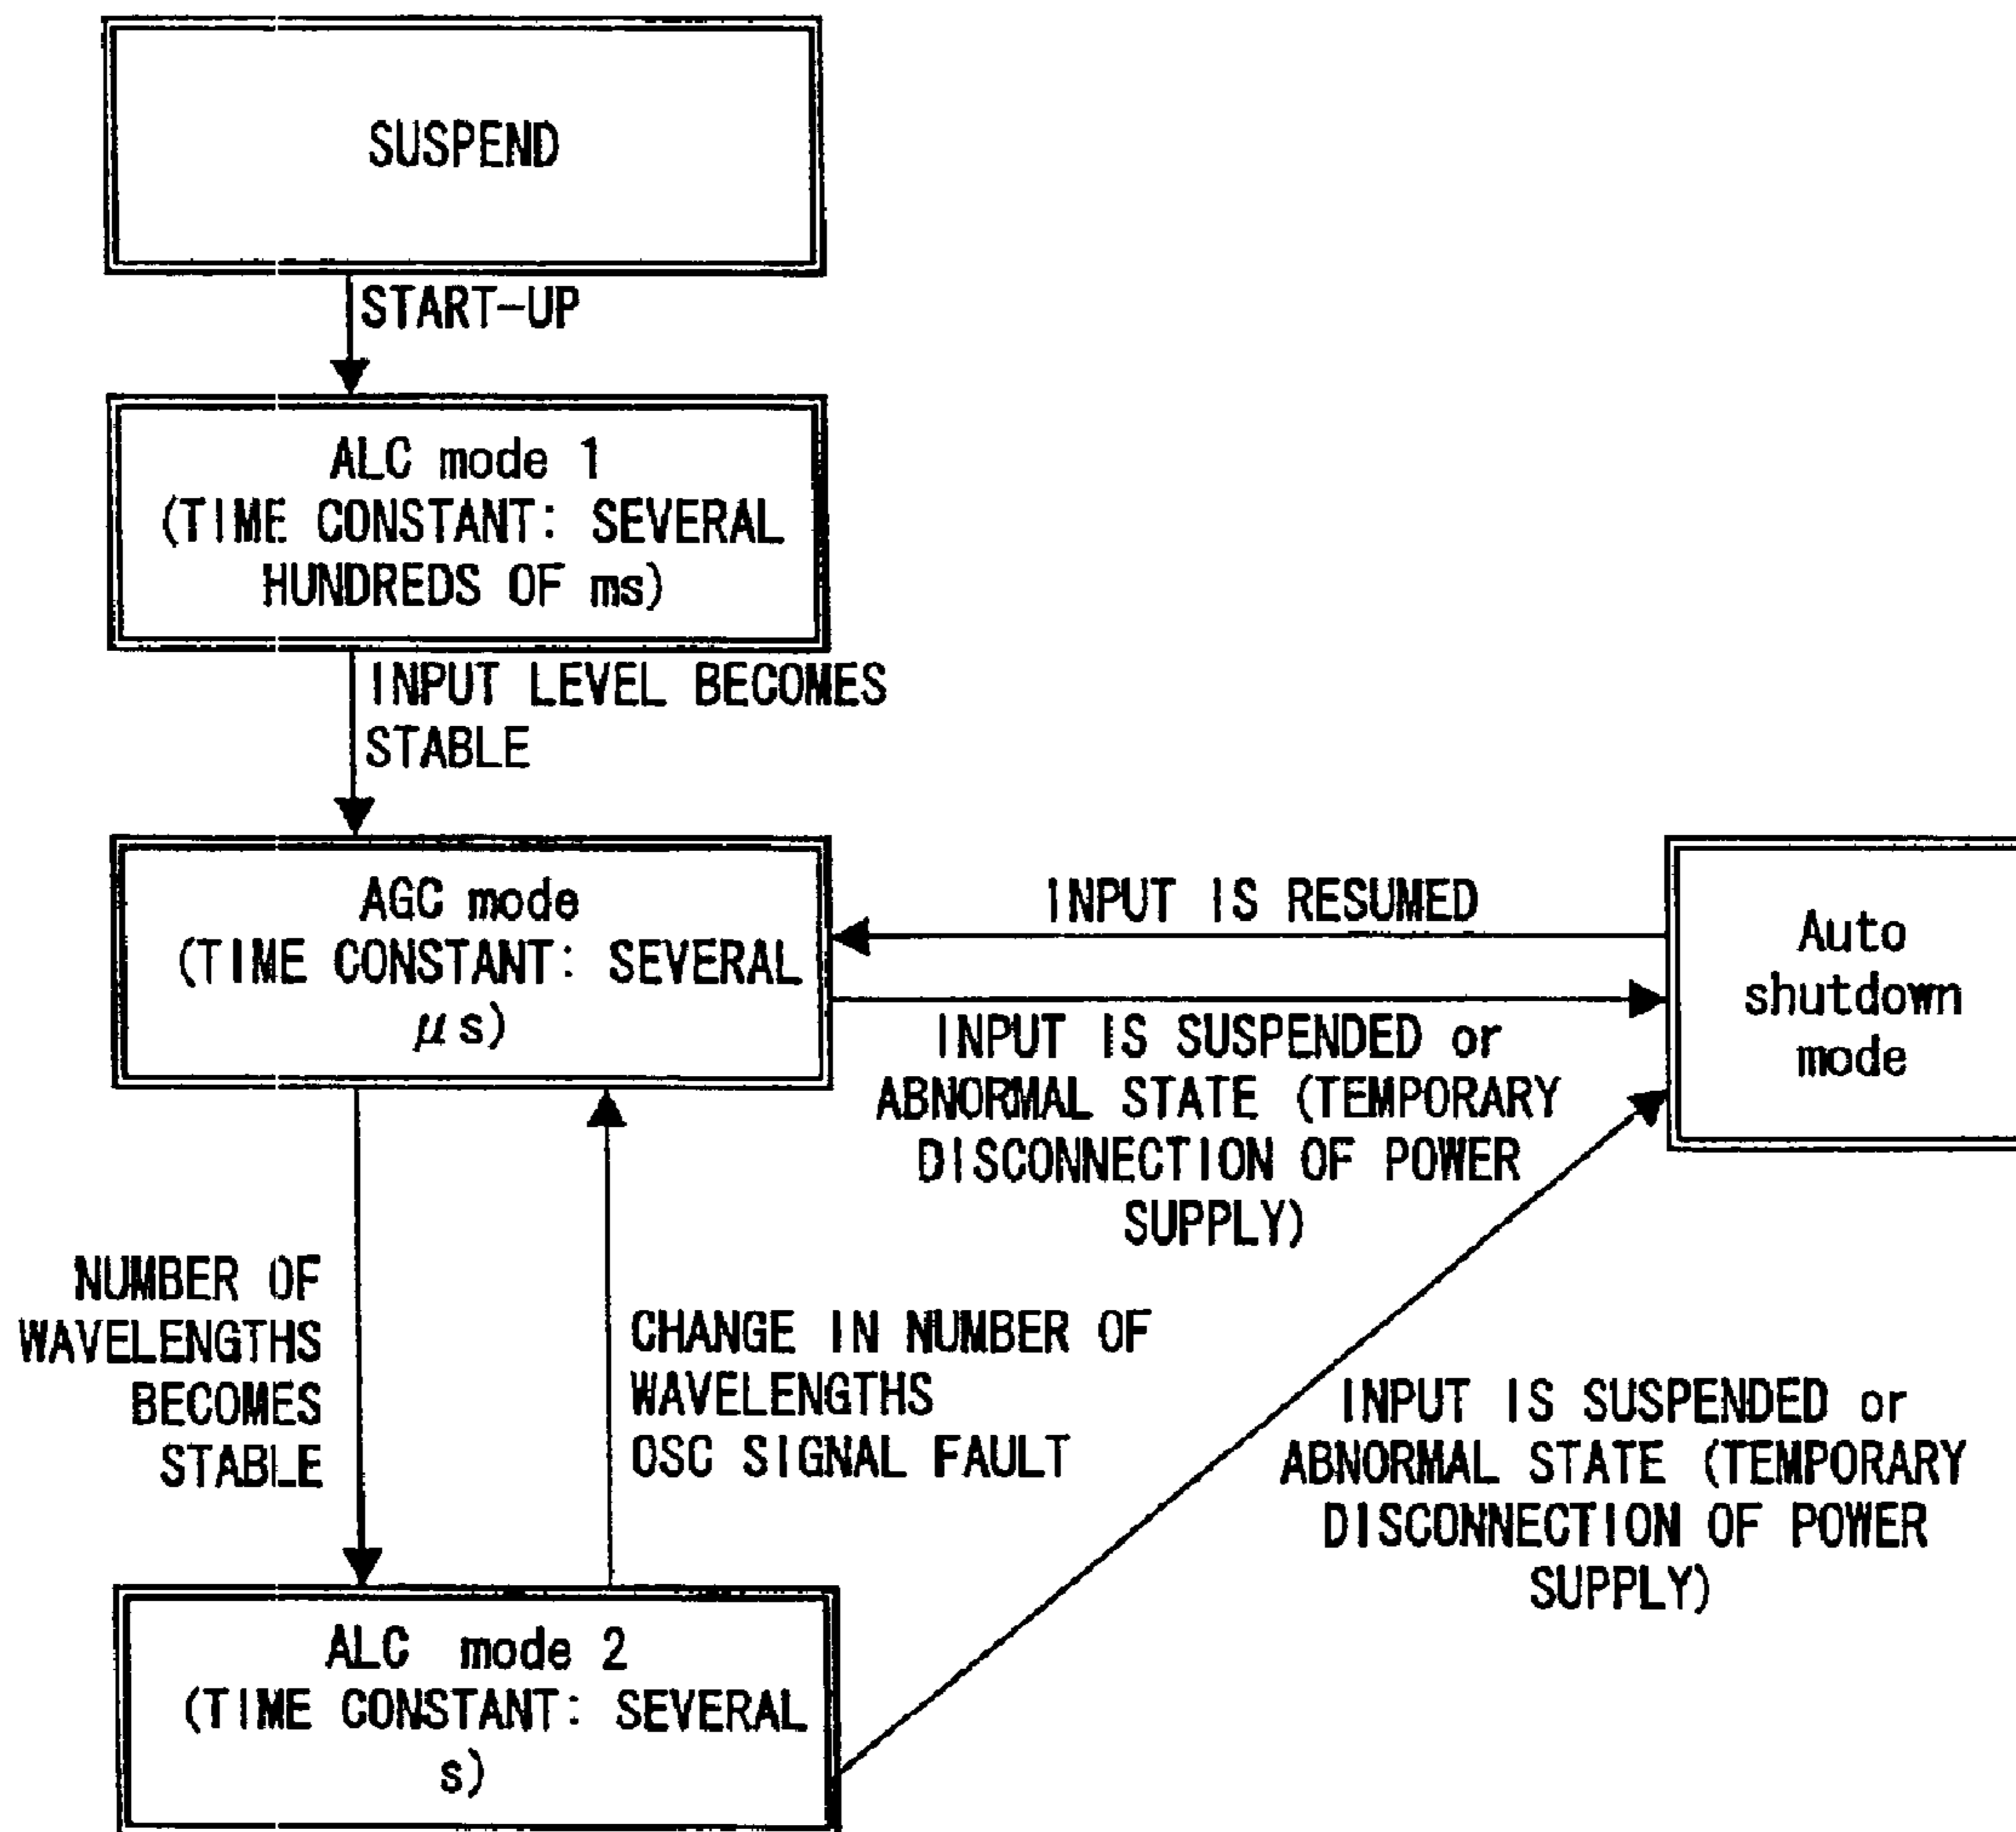 SUSPEND
START-UP
ALC mode 1
(TIME CONSTANT: SEVERAL
HUNDREDS OF ms)
INPUT LEVEL BECOMES
STABLE
AGC mode
(TIME CONSTANT: SEVERAL
μs)
INPUT IS RESUMED
Auto
shutdown
mode
INPUT IS SUSPENDED or
ABNORMAL STATE (TEMPORARY
DISCONNECTION OF POWER
SUPPLY)
NUMBER OF
WAVELENGTHS
BECOMES
STABLE
CHANGE IN NUMBER OF
WAVELENGTHS
OSC SIGNAL FAULT
INPUT IS SUSPENDED or
ABNORMAL STATE (TEMPORARY
DISCONNECTION OF POWER
SUPPLY)
ALC mode 2
(TIME CONSTANT: SEVERAL
s)